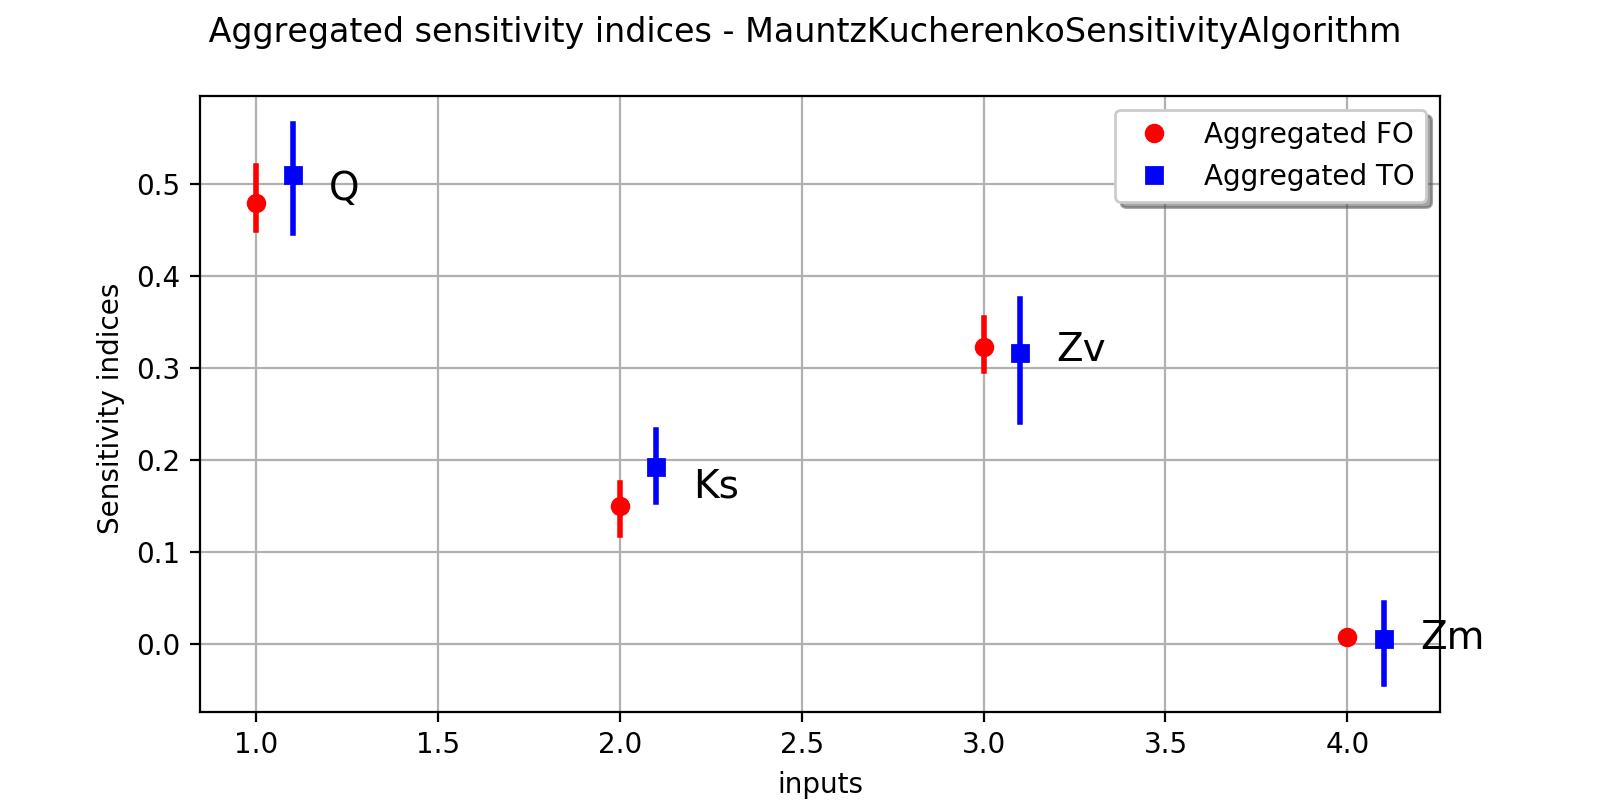 Aggregated sensitivity indices - MauntzKucherenkoSensitivityAlgorithm
Aggregated FO
Aggregated TO
Q
Ks
Zv
Zm
Sensitivity indices
0.5
0.4
0.3
0.2
0.1
0.0
1.0 1.5 2.0 2.5 3.0 3.5 4.0
inputs